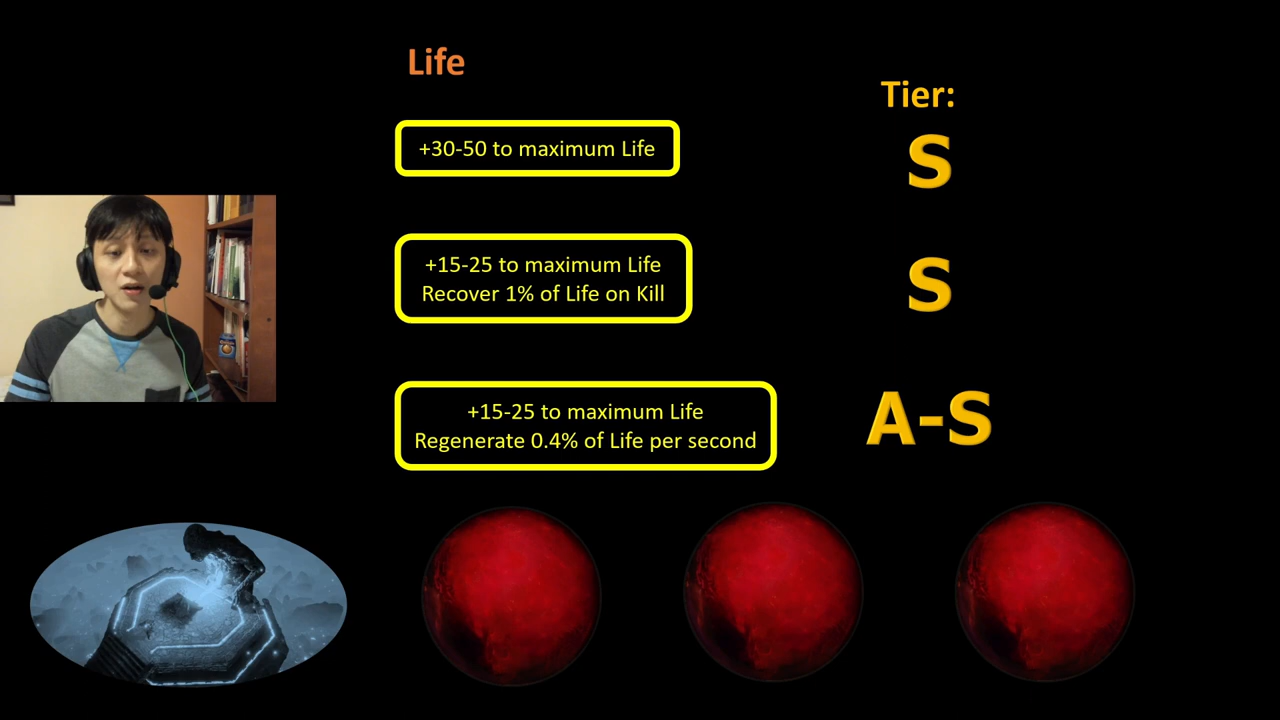 Life
Tier:
+30-50 to maximum Life
S
+15-25 to maximum Life
Recover 1% of Life on Kill
S
+15-25 to maximum Life
Regenerate 0.4% of Life per second
A-S